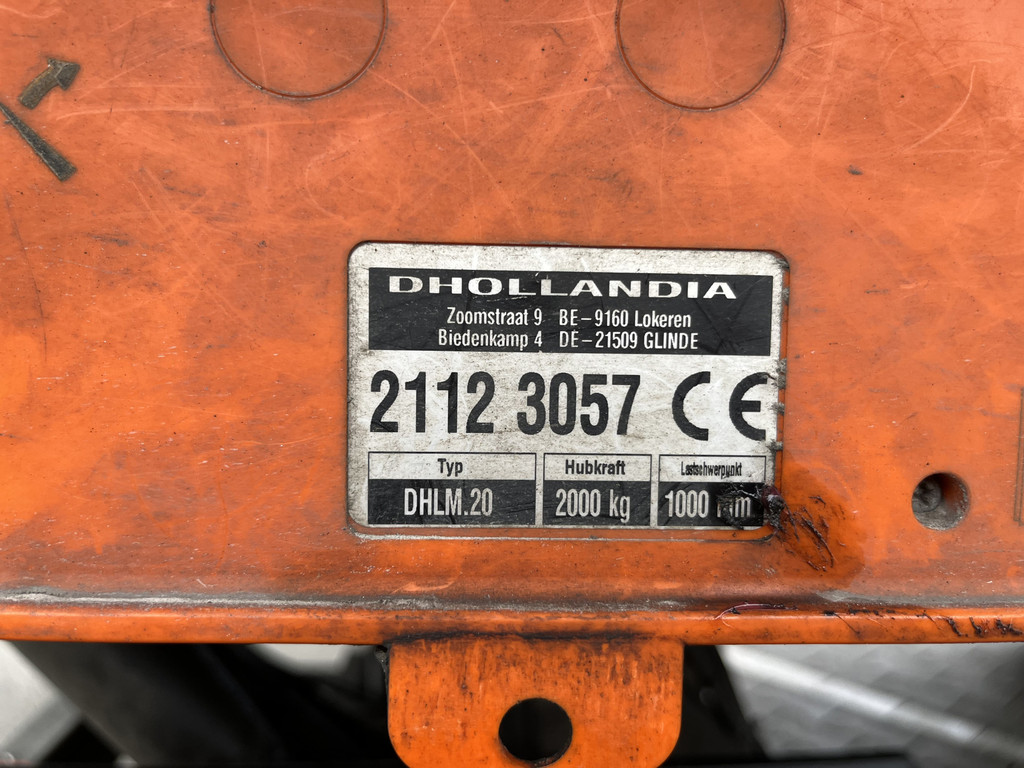 DHOLLANDIA
Zoomstraat 9 BE-9160 Lokeren
Biedenkamp 4 DE-21509 GLINDE
2112 3057 CE
Typ Hubkraft Lastschwerpunkt
DHLM.20 2000 kg 1000 mm